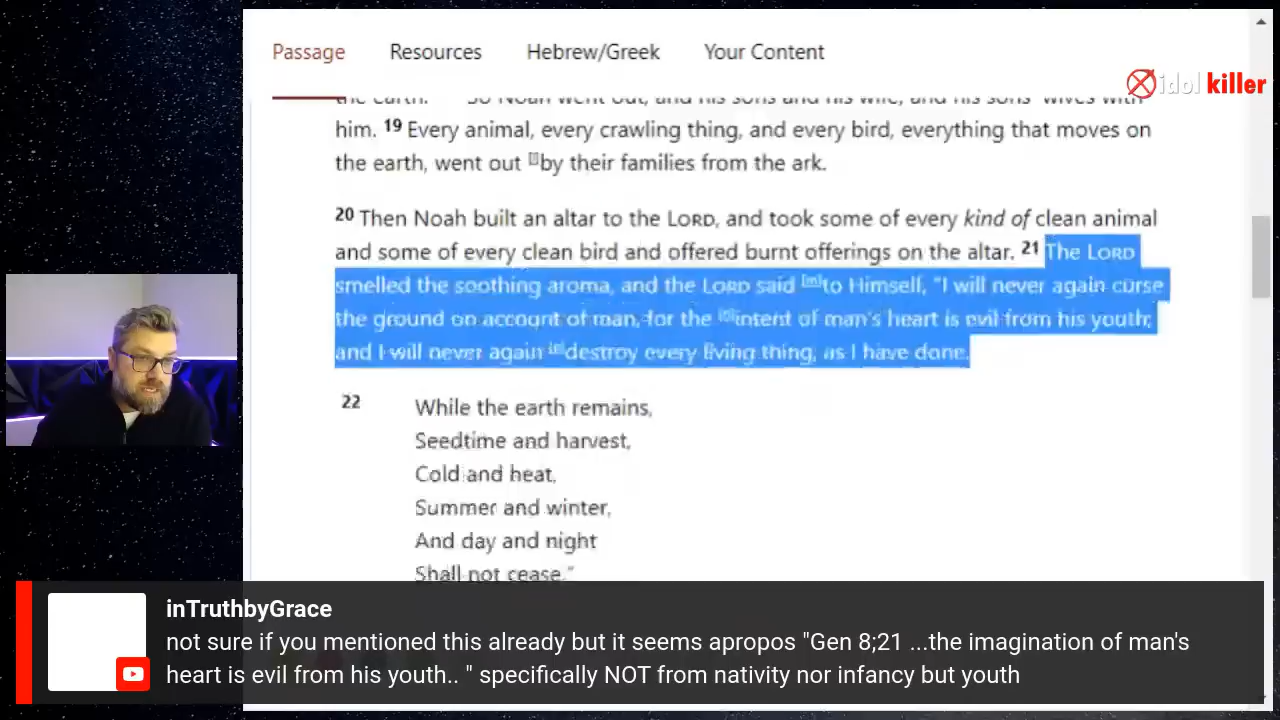 Passage Resources Hebrew/Greek Your Content
idol killer
the earth." So Noah went out, and his sons and his wife, and his sons' wives with
him. 19 Every animal, every crawling thing, and every bird, everything that moves on
the earth, went out by their families from the ark.
20 Then Noah built an altar to the LORD, and took some of every kind of clean animal
and some of every clean bird and offered burnt offerings on the altar. 21 The LORD
smelled the soothing aroma, and the LORD said [m]to Himself, "I will never again curse
the ground on account of man, for the intent of man's heart is evil from his youth;
and I will never again destroy every living thing, as I have done.
22 While the earth remains,
Seedtime and harvest,
Cold and heat,
Summer and winter,
And day and night
Shall not cease."
inTruthbyGrace
not sure if you mentioned this already but it seems apropos "Gen 8;21 ...the imagination of man's
heart is evil from his youth.. " specifically NOT from nativity nor infancy but youth